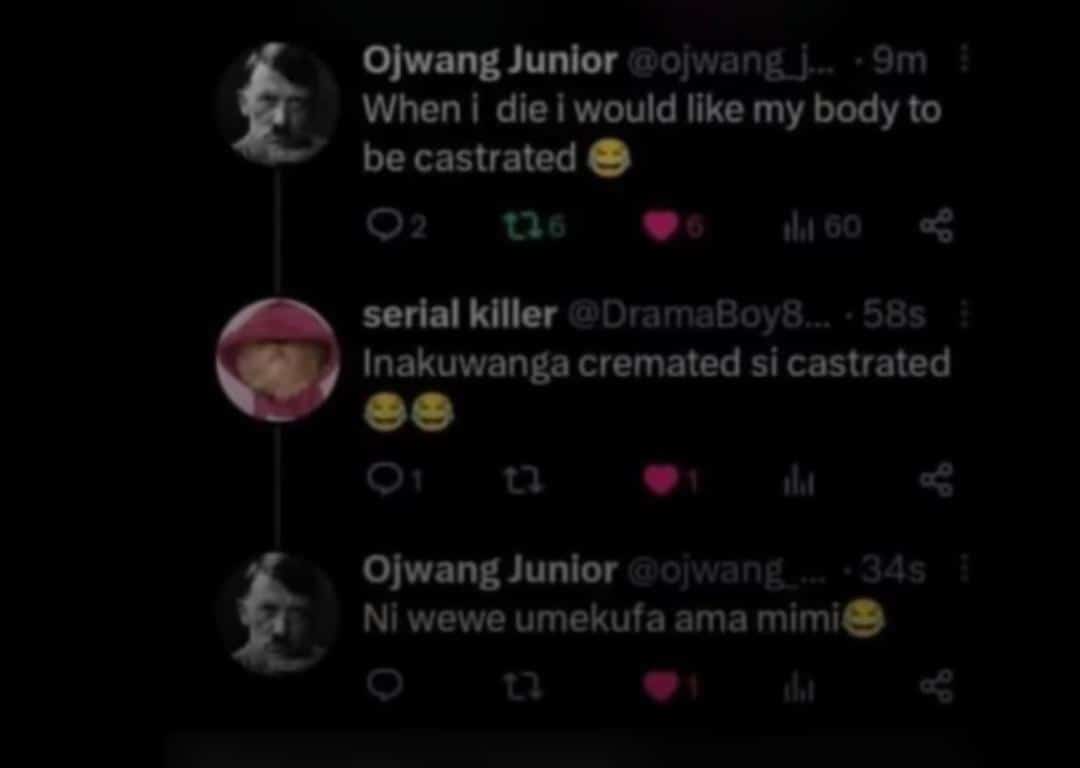 Ojwang Junior @ojwang_j... · 9m
When i die i would like my body to
be castrated 😂
2 6 6 60
serial killer @DramaBoy8... · 58s
Inakuwanga cremated si castrated
😂😂
1 1
Ojwang Junior @ojwang_... · 34s
Ni wewe umekufa ama mimi😂
1